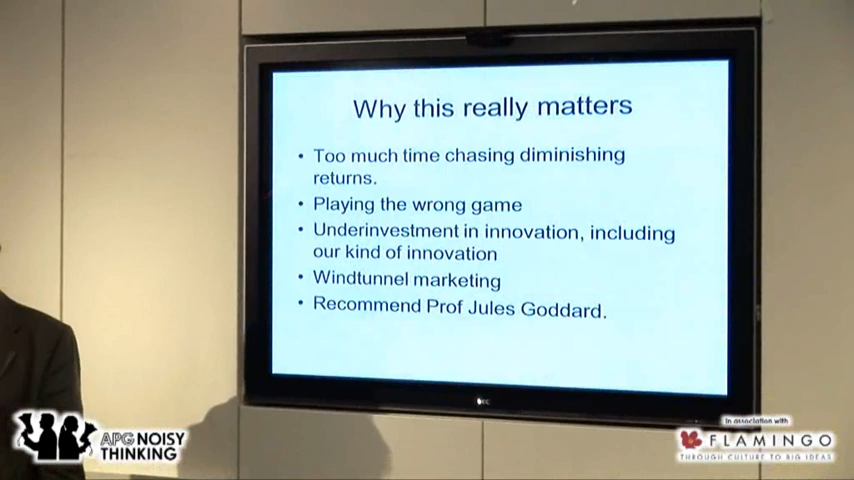 Why this really matters
• Too much time chasing diminishing
returns.
• Playing the wrong game
• Underinvestment in innovation, including
our kind of innovation
• Windtunnel marketing
• Recommend Prof Jules Goddard.
APG NOISY
THINKING
In association with
FLAMINGO
THROUGH CULTURE TO BIG IDEAS